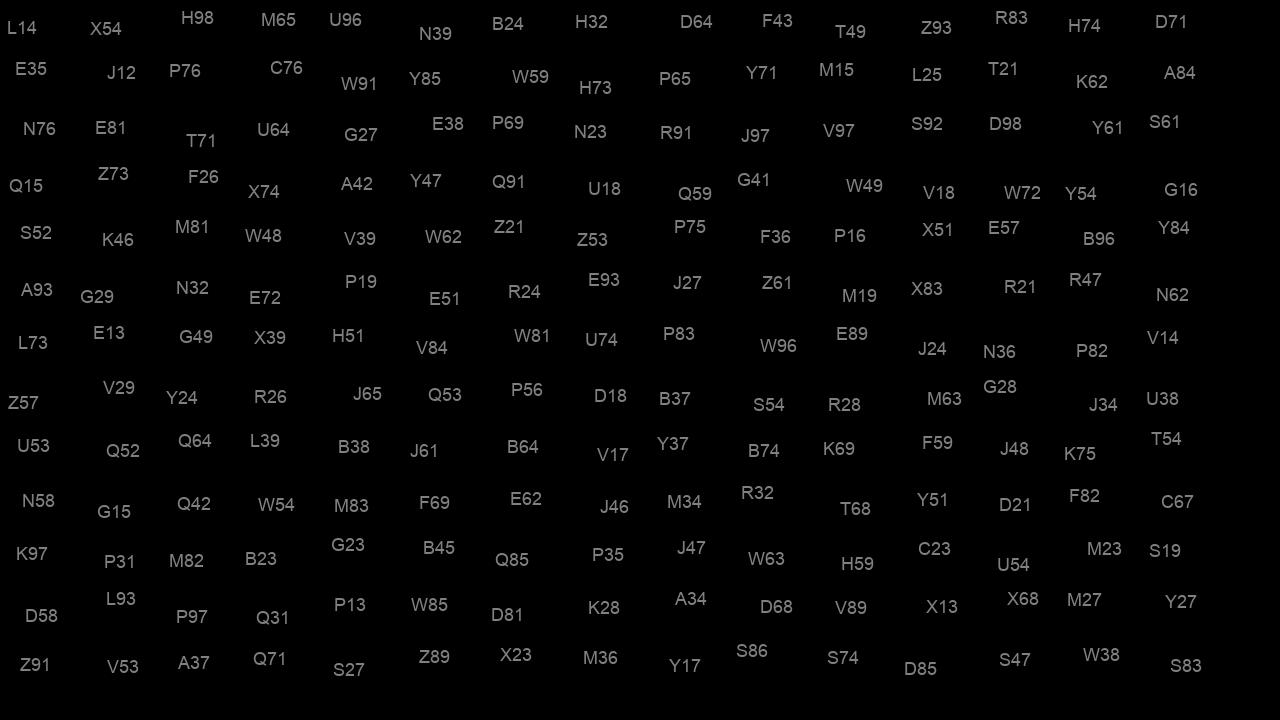 L14 X54 H98 M65 U96 N39 B24 H32 D64 F43 T49 Z93 R83 H74 D71
E35 J12 P76 C76 W91 Y85 W59 H73 P65 Y71 M15 L25 T21 K62 A84
N76 E81 T71 U64 G27 E38 P69 N23 R91 J97 V97 S92 D98 Y61 S61
Q15 Z73 F26 X74 A42 Y47 Q91 U18 Q59 G41 W49 V18 W72 Y54 G16
S52 K46 M81 W48 V39 W62 Z21 Z53 P75 F36 P16 X51 E57 B96 Y84
A93 G29 N32 E72 P19 E51 R24 E93 J27 Z61 M19 X83 R21 R47 N62
L73 E13 G49 X39 H51 V84 W81 U74 P83 W96 E89 J24 N36 P82 V14
Z57 V29 Y24 R26 J65 Q53 P56 D18 B37 S54 R28 M63 G28 J34 U38
U53 Q52 Q64 L39 B38 J61 B64 V17 Y37 B74 K69 F59 J48 K75 T54
N58 G15 Q42 W54 M83 F69 E62 J46 M34 R32 T68 Y51 D21 F82 C67
K97 P31 M82 B23 G23 B45 Q85 P35 J47 W63 H59 C23 U54 M23 S19
D58 L93 P97 Q31 P13 W85 D81 K28 A34 D68 V89 X13 X68 M27 Y27
Z91 V53 A37 Q71 S27 Z89 X23 M36 Y17 S86 S74 D85 S47 W38 S83